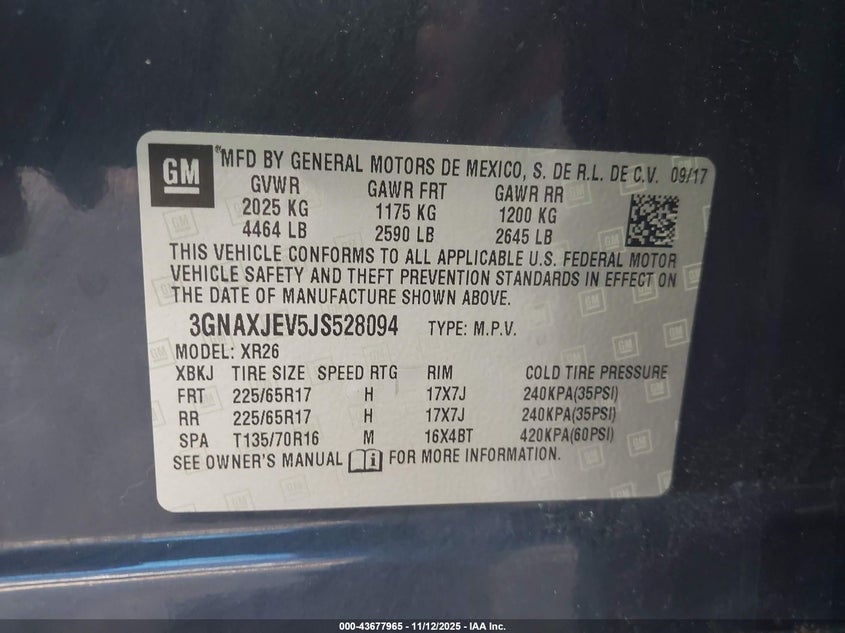 GM
MFD BY GENERAL MOTORS DE MEXICO, S. DE R.L. DE C.V. 09/17
GVWR GAWR FRT GAWR RR
2025 KG 1175 KG 1200 KG
4464 LB 2590 LB 2645 LB
THIS VEHICLE CONFORMS TO ALL APPLICABLE U.S. FEDERAL MOTOR
VEHICLE SAFETY AND THEFT PREVENTION STANDARDS IN EFFECT ON
THE DATE OF MANUFACTURE SHOWN ABOVE.
3GNAXJEV5JS528094 TYPE: M.P.V.
MODEL: XR26
XBKJ TIRE SIZE SPEED RTG RIM COLD TIRE PRESSURE
FRT 225/65R17 H 17X7J 240KPA(35PSI)
RR 225/65R17 H 17X7J 240KPA(35PSI)
SPA T135/70R16 M 16X4BT 420KPA(60PSI)
SEE OWNER'S MANUAL FOR MORE INFORMATION.
000-43677965 - 11/12/2025 - IAA Inc.